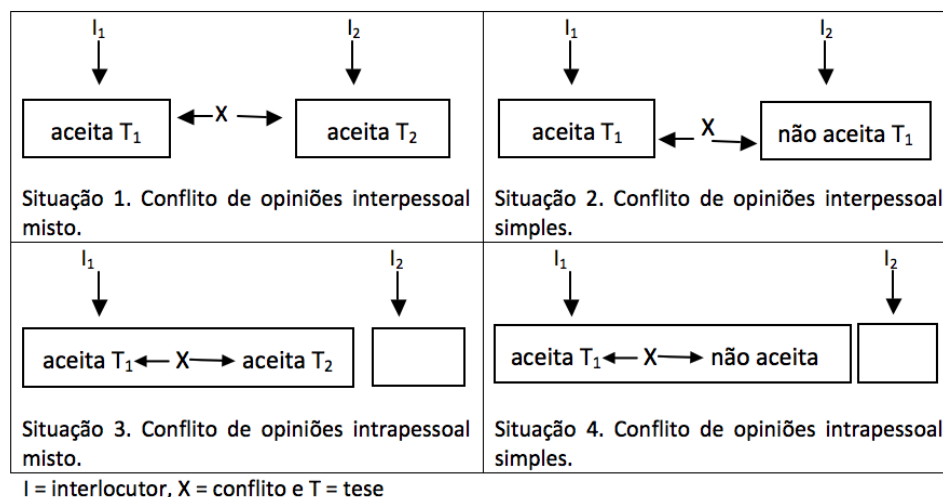 I₁ I₂
aceita T₁ X aceita T₂
Situação 1. Conflito de opiniões interpessoal
misto.
I₁ I₂
aceita T₁ X não aceita T₁
Situação 2. Conflito de opiniões interpessoal
simples.
I₁ I₂
aceita T₁ X aceita T₂
Situação 3. Conflito de opiniões intrapessoal
misto.
I₁ I₂
aceita T₁ X não aceita
Situação 4. Conflito de opiniões intrapessoal
simples.
I = interlocutor, X = conflito e T = tese